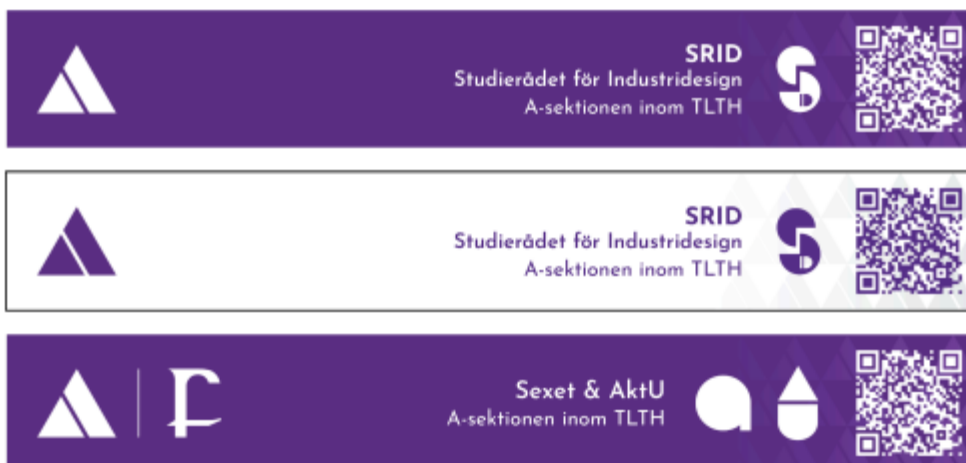 SRID
Studierådet för Industridesign
A-sektionen inom TLTH
SRID
Studierådet för Industridesign
A-sektionen inom TLTH
Sexet & AktU
A-sektionen inom TLTH